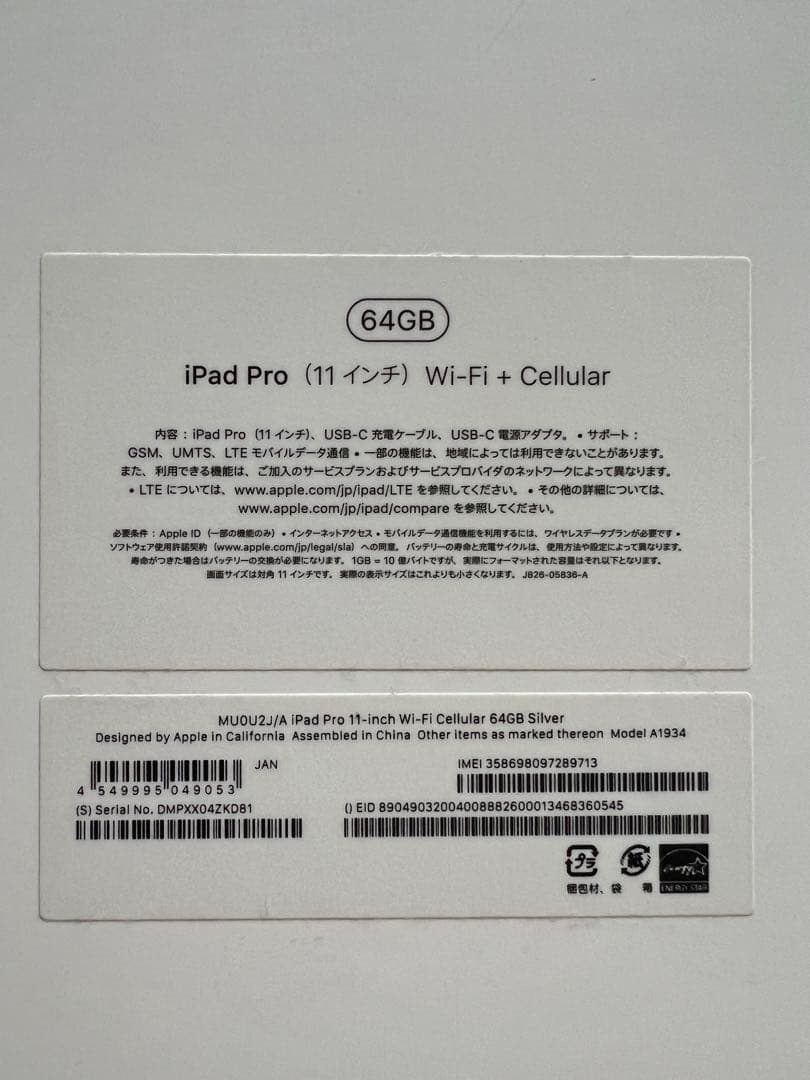 64GB
iPad Pro（11 インチ）Wi-Fi + Cellular
内容：iPad Pro（11 インチ）、USB-C 充電ケーブル、USB-C 電源アダプタ。• サポート：
GSM、UMTS、LTE モバイルデータ通信 • 一部の機能は、地域によっては利用できないことがあります。
また、利用できる機能は、ご加入のサービスプランおよびサービスプロバイダのネットワークによって異なります。
• LTE については、www.apple.com/jp/ipad/LTE を参照してください。• その他の詳細については、
www.apple.com/jp/ipad/compare を参照してください。
必要条件：Apple ID（一部の機能のみ）• インターネットアクセス • モバイルデータ通信機能を利用するには、ワイヤレスデータプランが必要です •
ソフトウェア使用許諾契約（www.apple.com/jp/legal/sla）への同意。バッテリーの寿命と充電サイクルは、使用方法や設定によって異なります。
寿命がつきた場合はバッテリーの交換が必要になります。1GB = 10 億バイトですが、実際にフォーマットされた容量はそれ以下となります。
画面サイズは対角 11 インチです。実際の表示サイズはこれよりも小さくなります。J826-05836-A
MU0U2J/A iPad Pro 11-inch Wi-Fi Cellular 64GB Silver
Designed by Apple in California Assembled in China Other items as marked thereon Model A1934
JAN
4 549995 049053
IMEI 358698097289713
(S) Serial No. DMPXX04ZKD81
() EID 89049032004008882600013468360545
プラ 紙 energy
梱包材、袋 箱 ENERGY STAR